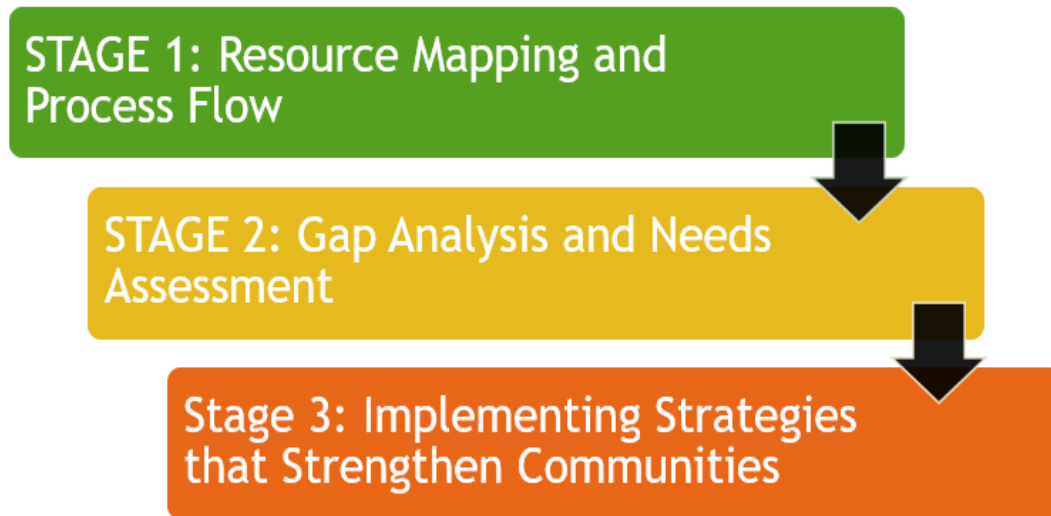 STAGE 1: Resource Mapping and
Process Flow
STAGE 2: Gap Analysis and Needs
Assessment
Stage 3: Implementing Strategies
that Strengthen Communities